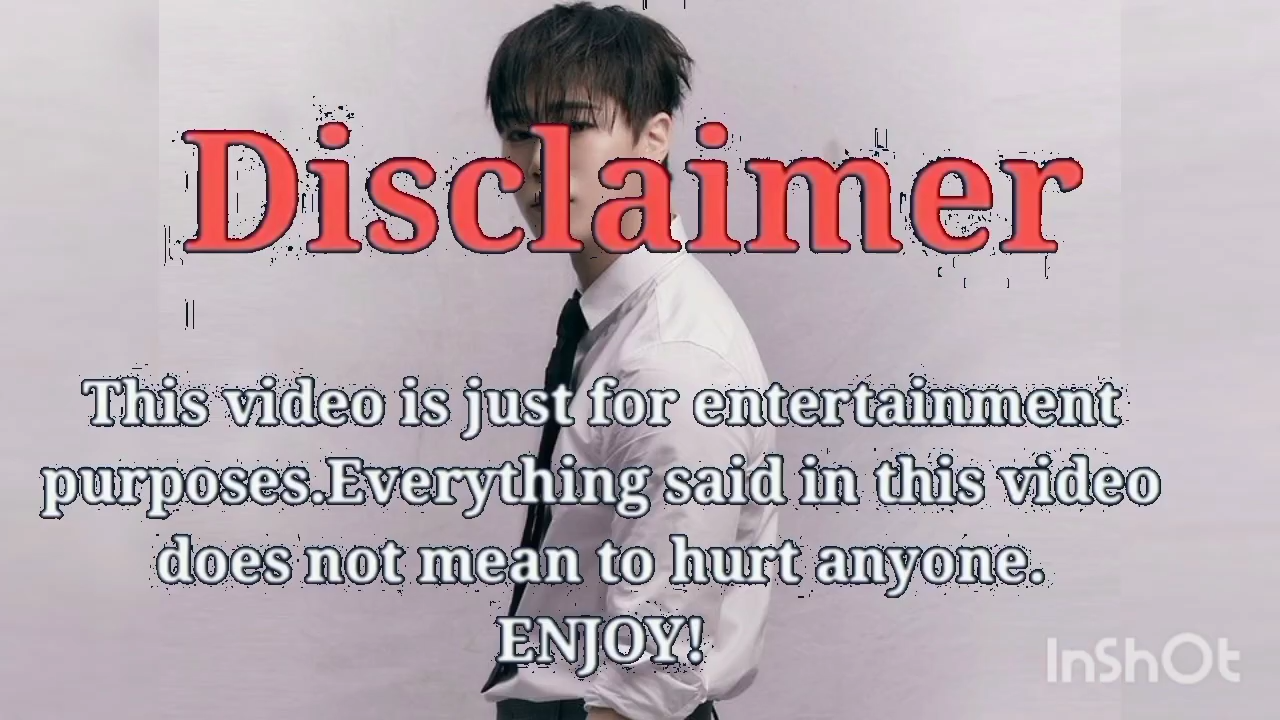 Disclaimer
This video is just for entertainment
purposes.Everything said in this video
does not mean to hurt anyone.
ENJOY!
InShOt